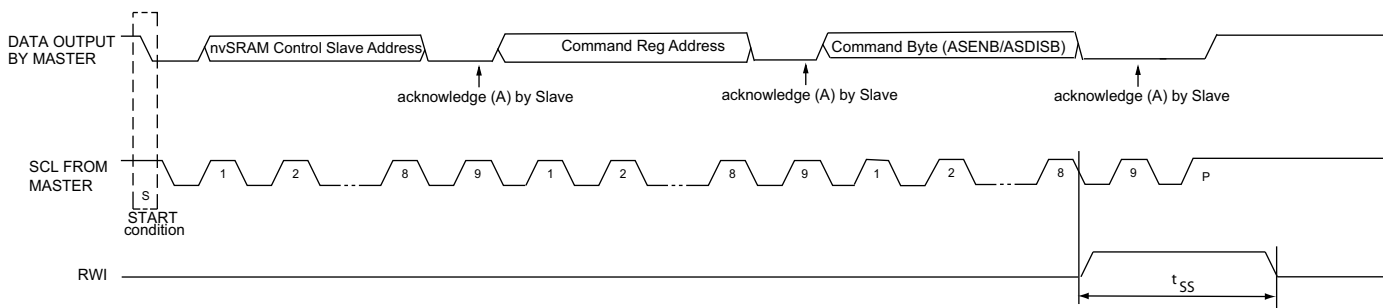 DATA OUTPUT
BY MASTER
nvSRAM Control Slave Address
Command Reg Address
Command Byte (ASENB/ASDISB)
acknowledge (A) by Slave
acknowledge (A) by Slave
acknowledge (A) by Slave
SCL FROM
MASTER
1 2 8 9 1 2 8 9 1 2 8 9 P
S
START
condition
RWI
tSS